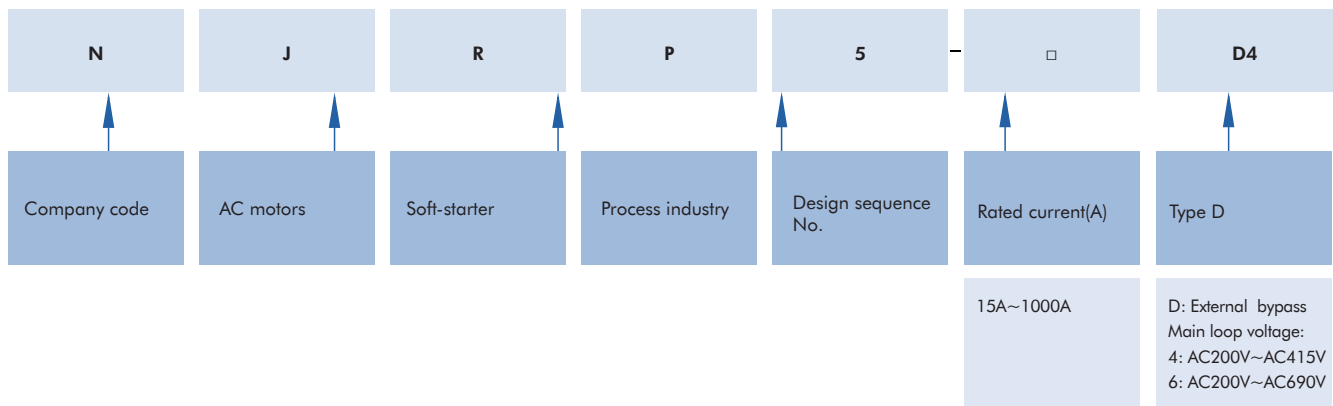 N J R P 5 - □ D4
Company code AC motors Soft-starter Process industry Design sequence No. Rated current(A) Type D
15A~1000A
D: External bypass
Main loop voltage:
4: AC200V~AC415V
6: AC200V~AC690V